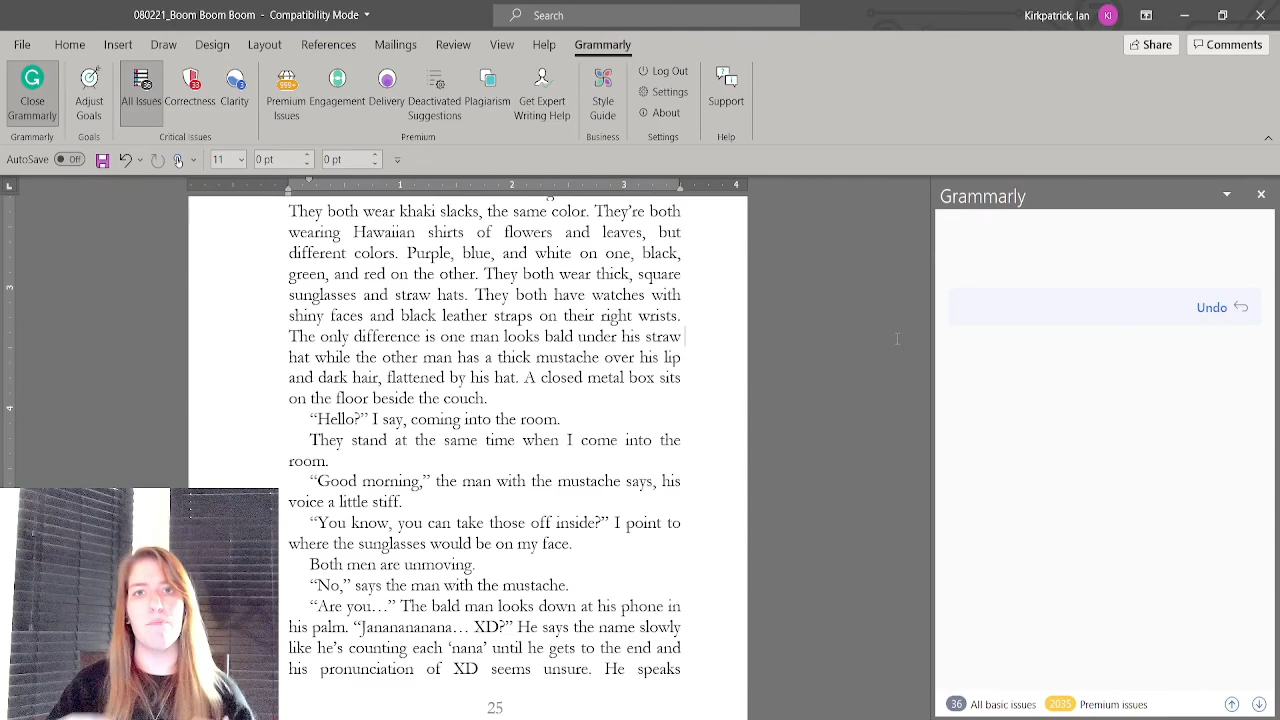 080221_Boom Boom Boom - Compatibility Mode
Search
Kirkpatrick, Ian
KI
File Home Insert Draw Design Layout References Mailings Review View Help Grammarly
Share Comments
Close Grammarly
Grammarly
Adjust Goals
Goals
36
All Issues
33
Correctness
3
Clarity
Critical Issues
999+
Premium Issues
Engagement
Delivery
Deactivated Suggestions
Plagiarism
Get Expert Writing Help
Premium
Style Guide
Business
Log Out
Settings
About
Settings
Support
Help
AutoSave Off 11 0 pt 0 pt
1 2 3 4
They both wear khaki slacks, the same color. They’re both
wearing Hawaiian shirts of flowers and leaves, but
different colors. Purple, blue, and white on one, black,
green, and red on the other. They both wear thick, square
sunglasses and straw hats. They both have watches with
shiny faces and black leather straps on their right wrists.
The only difference is one man looks bald under his straw
hat while the other man has a thick mustache over his lip
and dark hair, flattened by his hat. A closed metal box sits
on the floor beside the couch.
“Hello?” I say, coming into the room.
They stand at the same time when I come into the
room.
“Good morning,” the man with the mustache says, his
voice a little stiff.
“You know, you can take those off inside?” I point to
where the sunglasses would be on my face.
Both men are unmoving.
“No,” says the man with the mustache.
“Are you…” The bald man looks down at his phone in
his palm. “Janananana… XD?” He says the name slowly
like he’s counting each ‘nana’ until he gets to the end and
his pronunciation of XD seems unsure. He speaks
25
3
4
Grammarly
Undo
36 All basic issues 2035 Premium issues